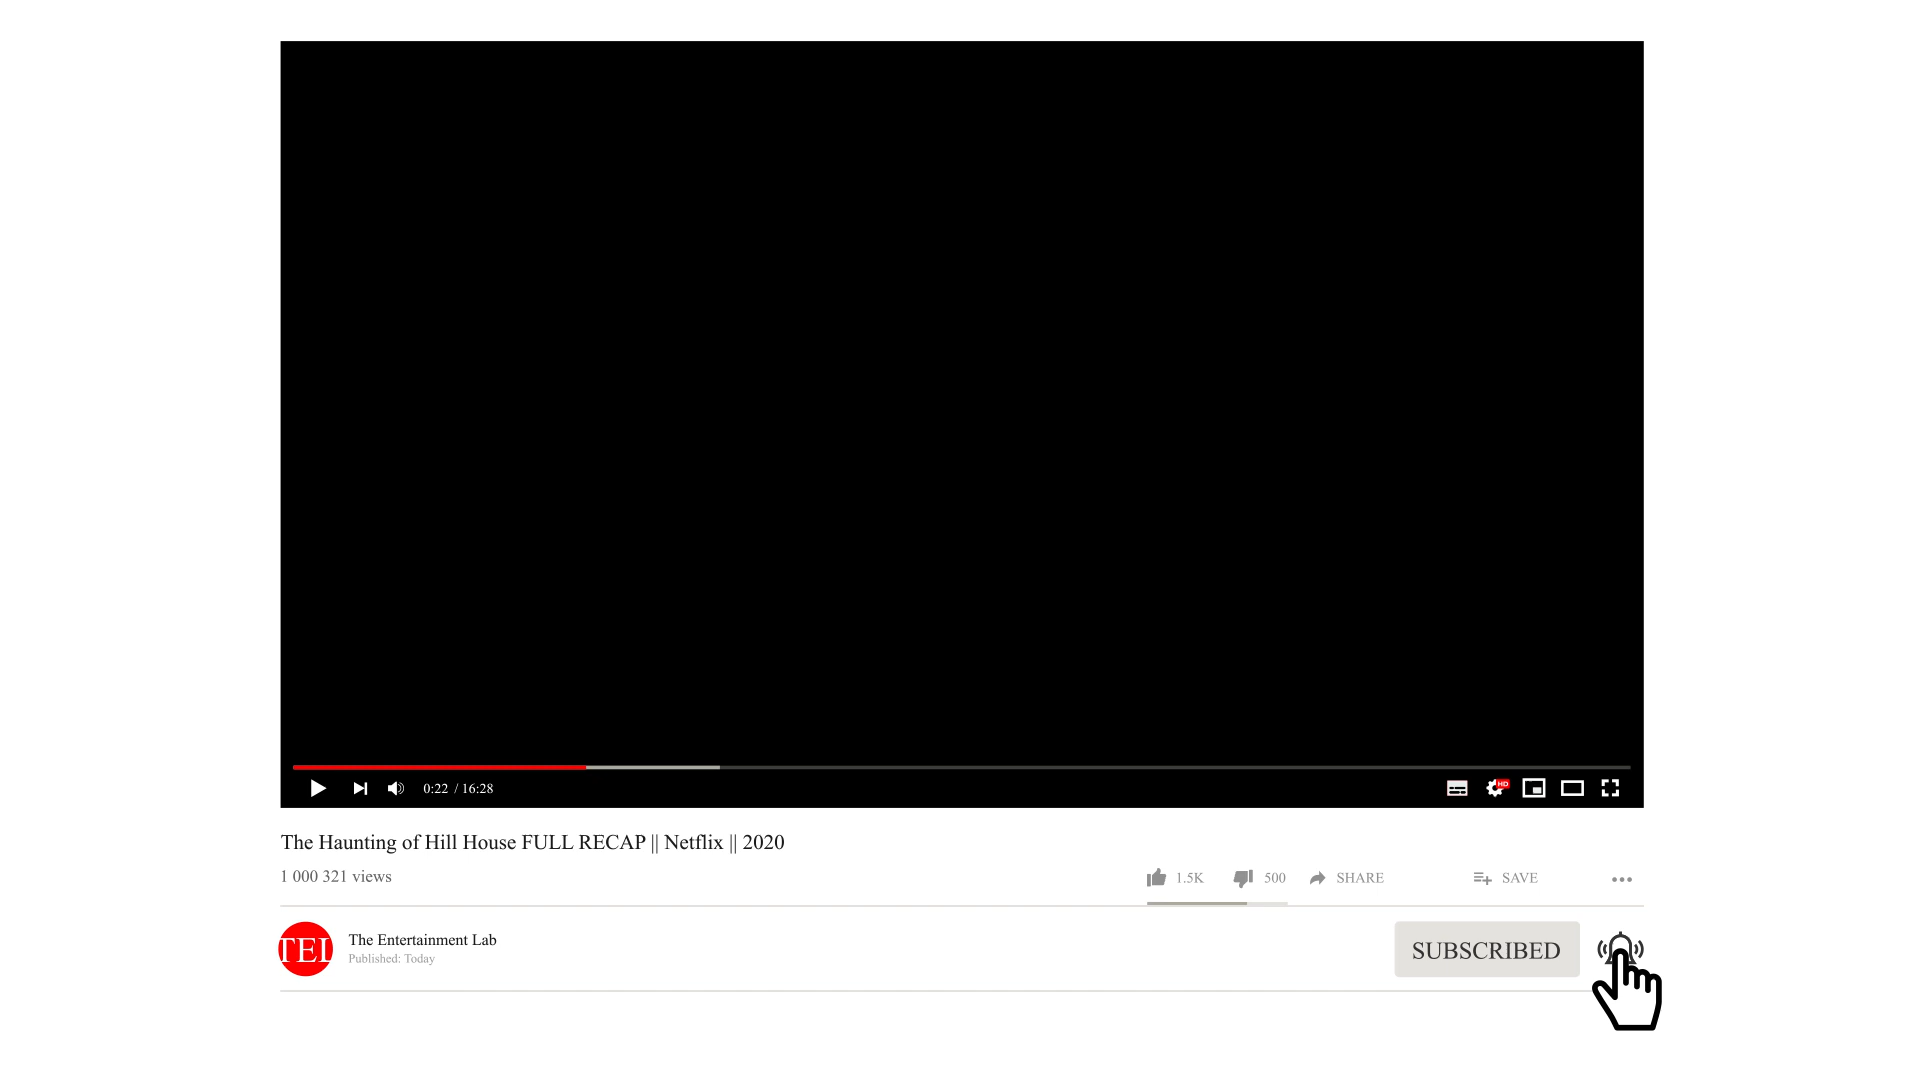 HD
0:22 / 16:28
The Haunting of Hill House FULL RECAP || Netflix || 2020
1 000 321 views
1.5K
500
SHARE
SAVE
TEL
The Entertainment Lab
Published: Today
SUBSCRIBED